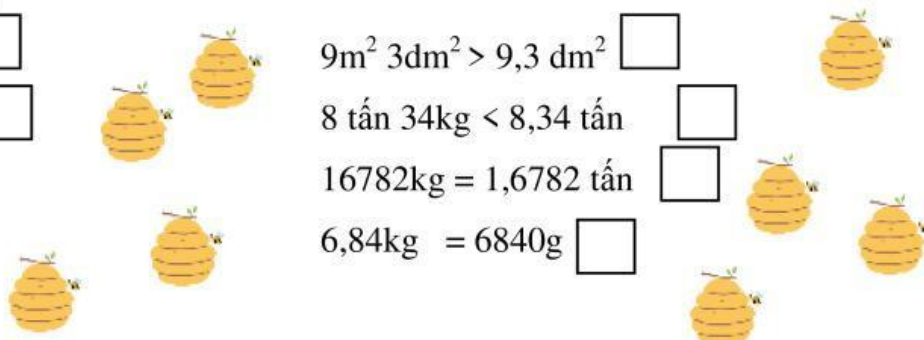 9m² 3dm² > 9,3 dm²
8 tấn 34kg < 8,34 tấn
16782kg = 1,6782 tấn
6,84kg = 6840g